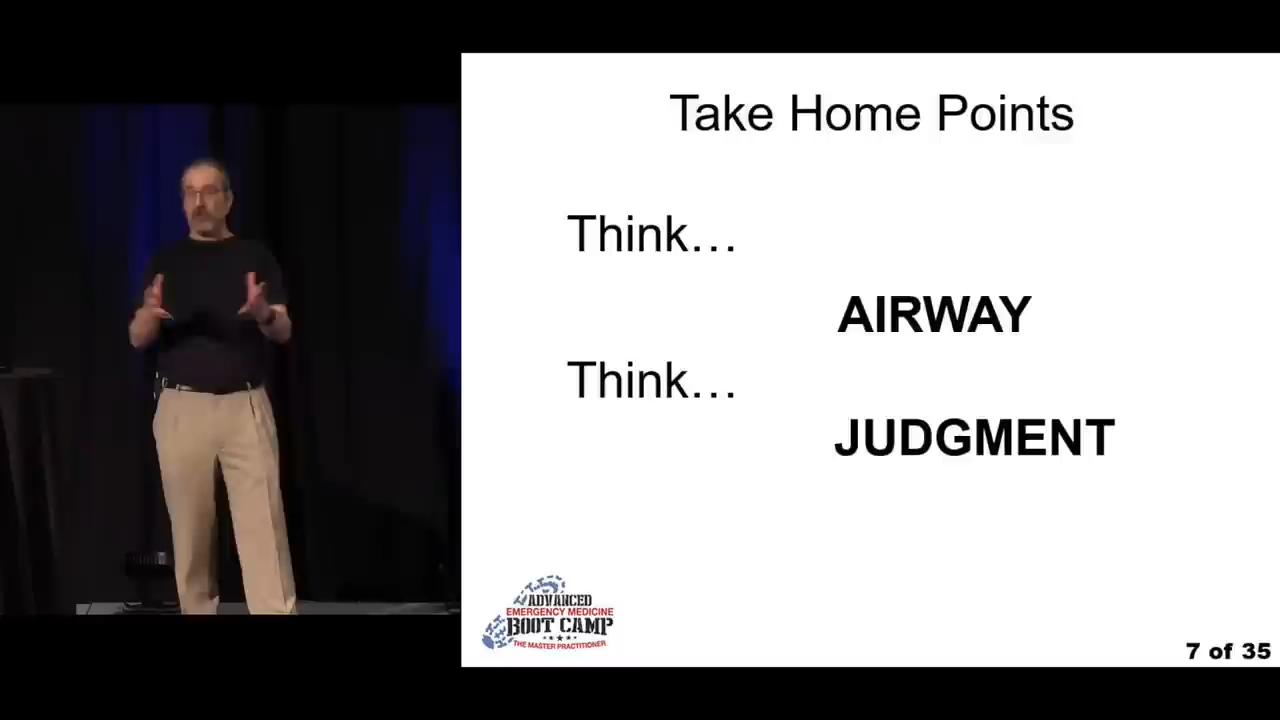 Take Home Points
Think…
AIRWAY
Think…
JUDGMENT
ADVANCED
EMERGENCY MEDICINE
BOOT CAMP
THE MASTER PRACTITIONER
7 of 35